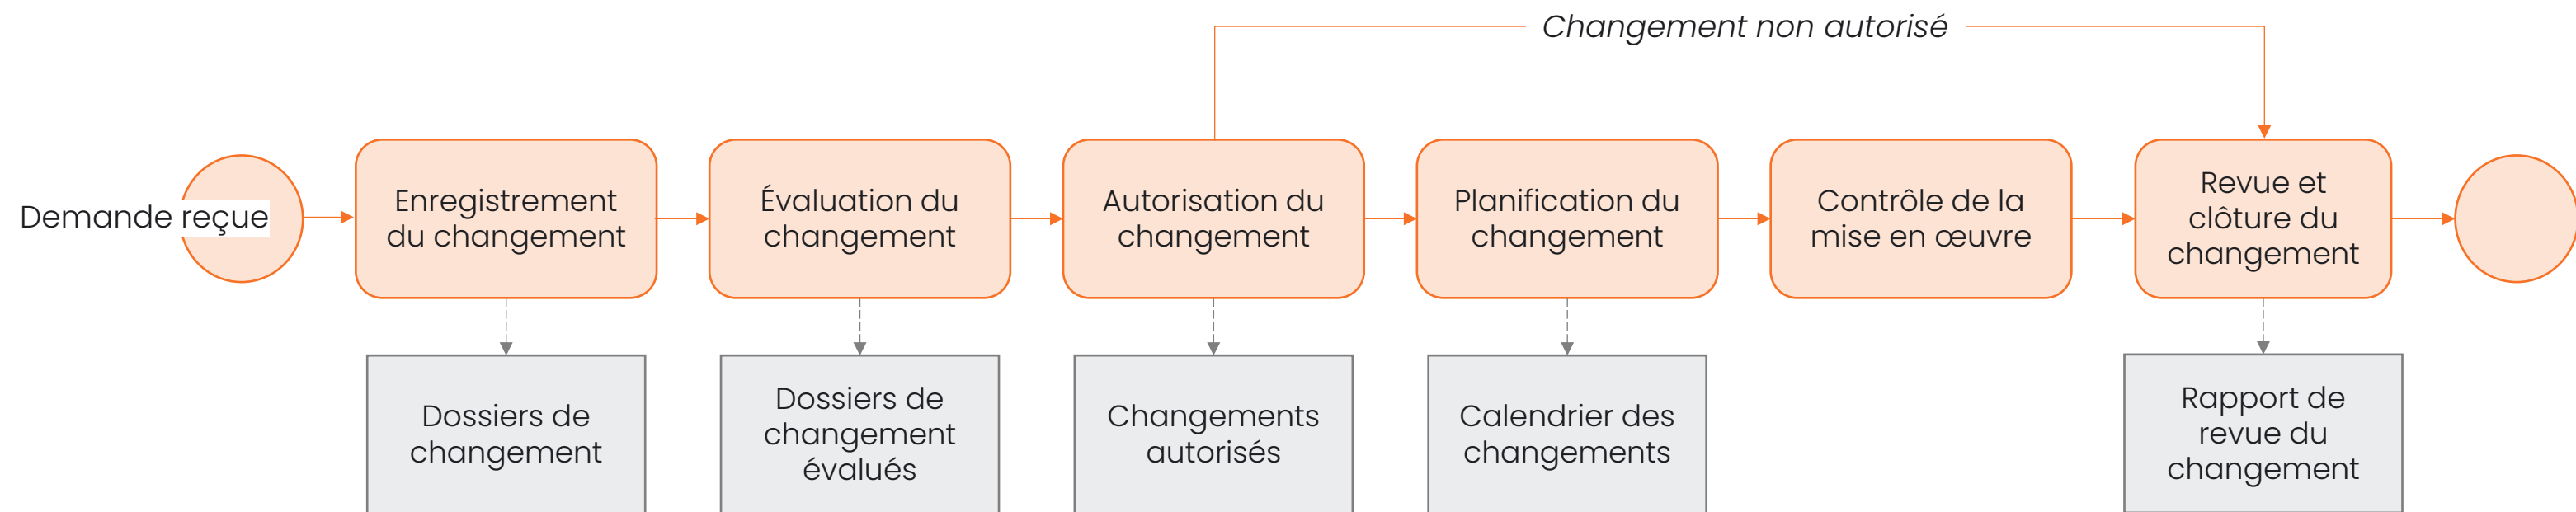 Changement non autorisé
Demande reçue
Enregistrement
du changement
Évaluation du
changement
Autorisation du
changement
Planification du
changement
Contrôle de la
mise en œuvre
Revue et
clôture du
changement
Dossiers de
changement
Dossiers de
changement
évalués
Changements
autorisés
Calendrier des
changements
Rapport de
revue du
changement